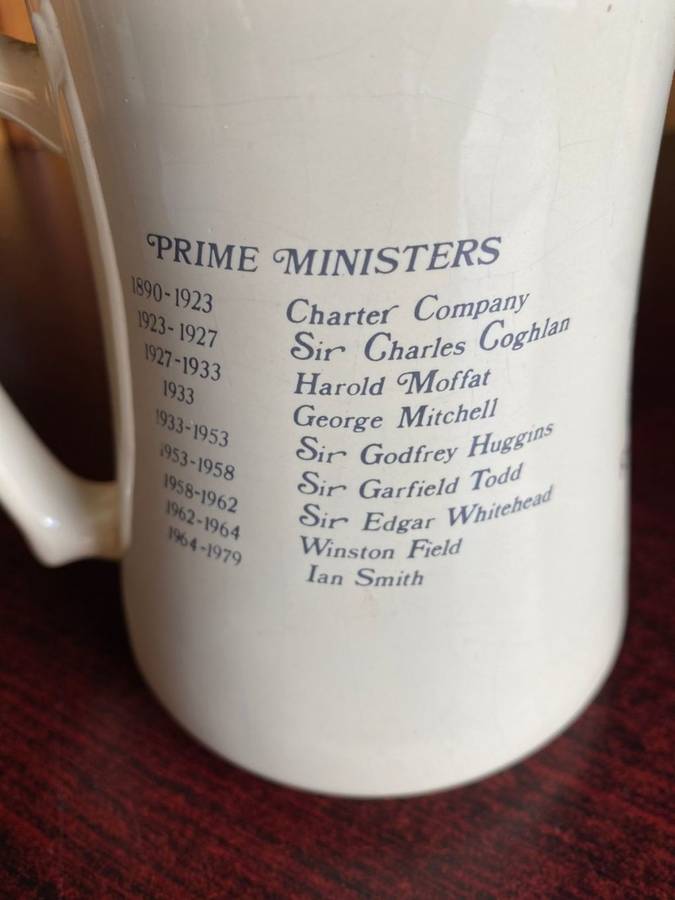 PRIME MINISTERS
1890-1923 Charter Company
1923-1927 Sir Charles Coghlan
1927-1933 Harold Moffat
1933 George Mitchell
1933-1953 Sir Godfrey Huggins
1953-1958 Sir Garfield Todd
1958-1962 Sir Edgar Whitehead
1962-1964 Winston Field
1964-1979 Ian Smith